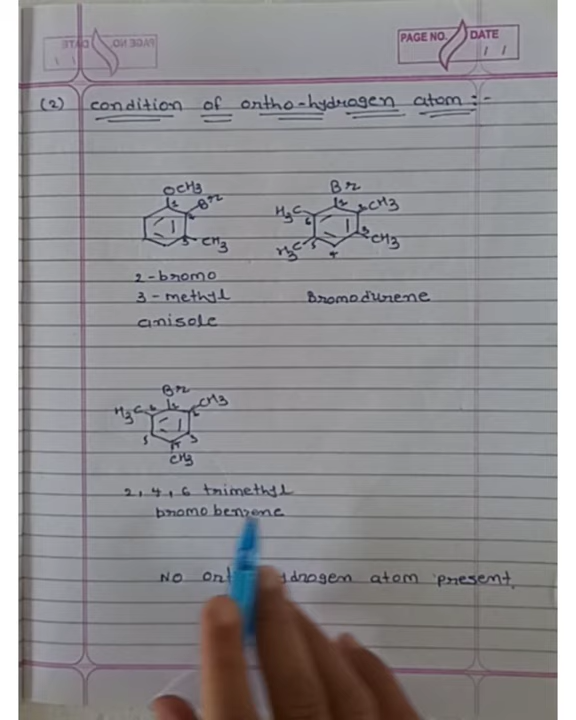 PAGE NO. DATE
(2) condition of ortho-hydrogen atom :-
OCH3
Br
CH3
2-bromo
3-methyl
anisole
Br
H3C CH3
H3C CH3
Bromodurene
Br
H3C CH3
CH3
2, 4, 6 trimethyl
bromo benzene
NO hydrogen atom present.